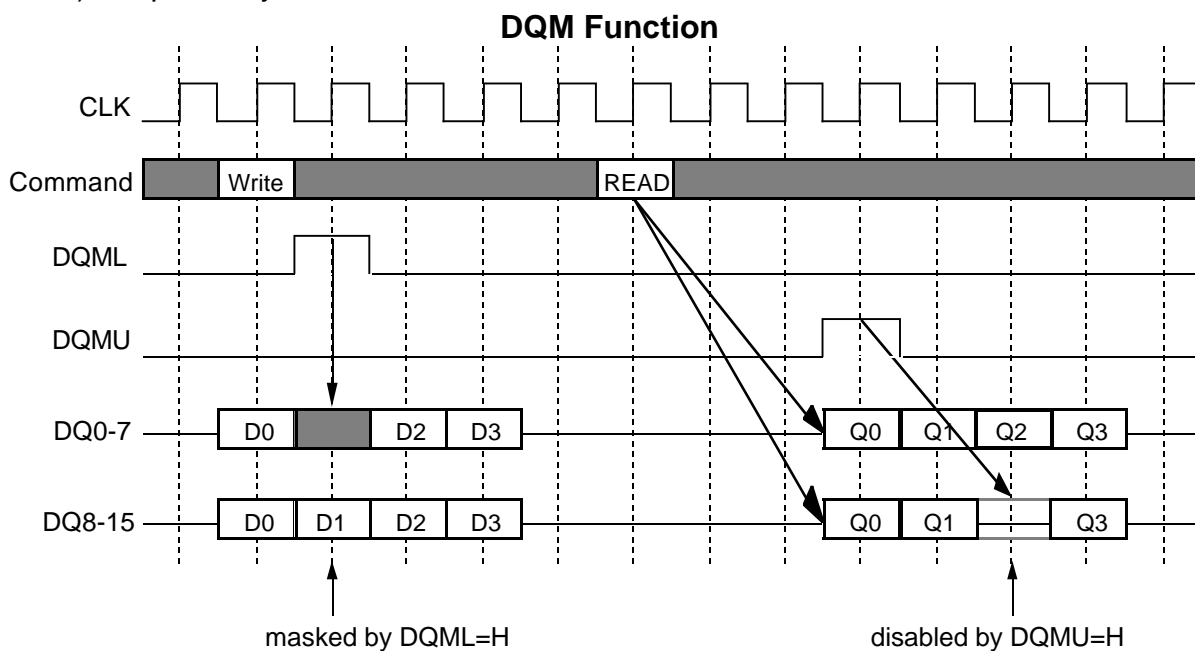 DQM Function
CLK
Command Write READ
DQML
DQMU
DQ0-7 D0 D2 D3 Q0 Q1 Q2 Q3
DQ8-15 D0 D1 D2 D3 Q0 Q1 Q3
masked by DQML=H disabled by DQMU=H